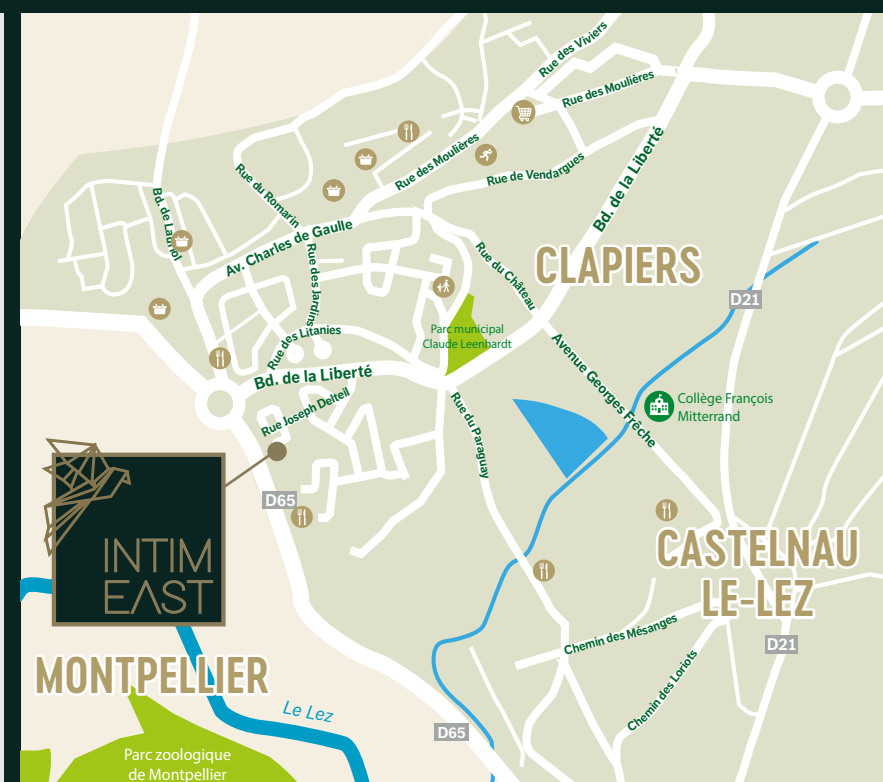 Rue des Viviers
Rue des Moulières
Rue des Moulières
Rue de Vendargues
Bd. de la Liberté
Rue du Romarin
Bd. de Lauriol
Av. Charles de Gaulle
Rue des Jardins
Rue du Château
CLAPIERS
D21
Parc municipal
Claude Leenhardt
Rue des Litanies
Bd. de la Liberté
Avenue Georges Frêche
Rue Joseph Delteil
Rue du Paraguay
Collège François
Mitterrand
D65
INTIM
EAST
CASTELNAU
LE-LEZ
Chemin des Mésanges
D21
MONTPELLIER
Chemin des Loriots
Le Lez
D65
Parc zoologique
de Montpellier